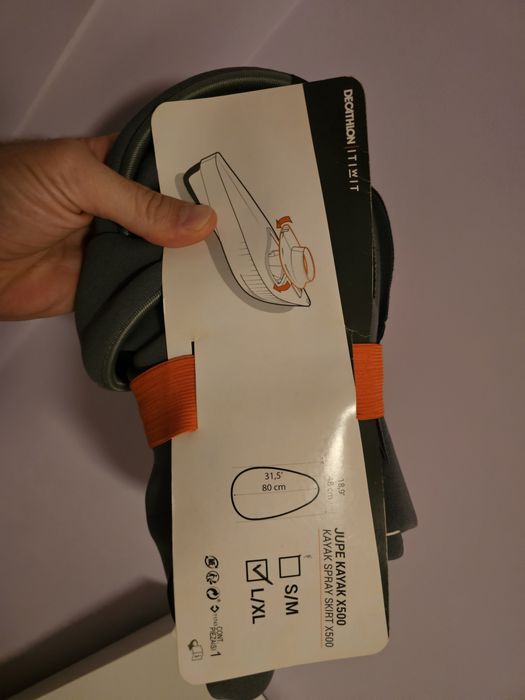 DECATHLON | ITIWIT
31,5'
80 cm
18,9'
48 cm
JUPE KAYAK X500
KAYAK SPRAY SKIRT X500
S/M
L/XL
CONT.
PIEZA(S) 1